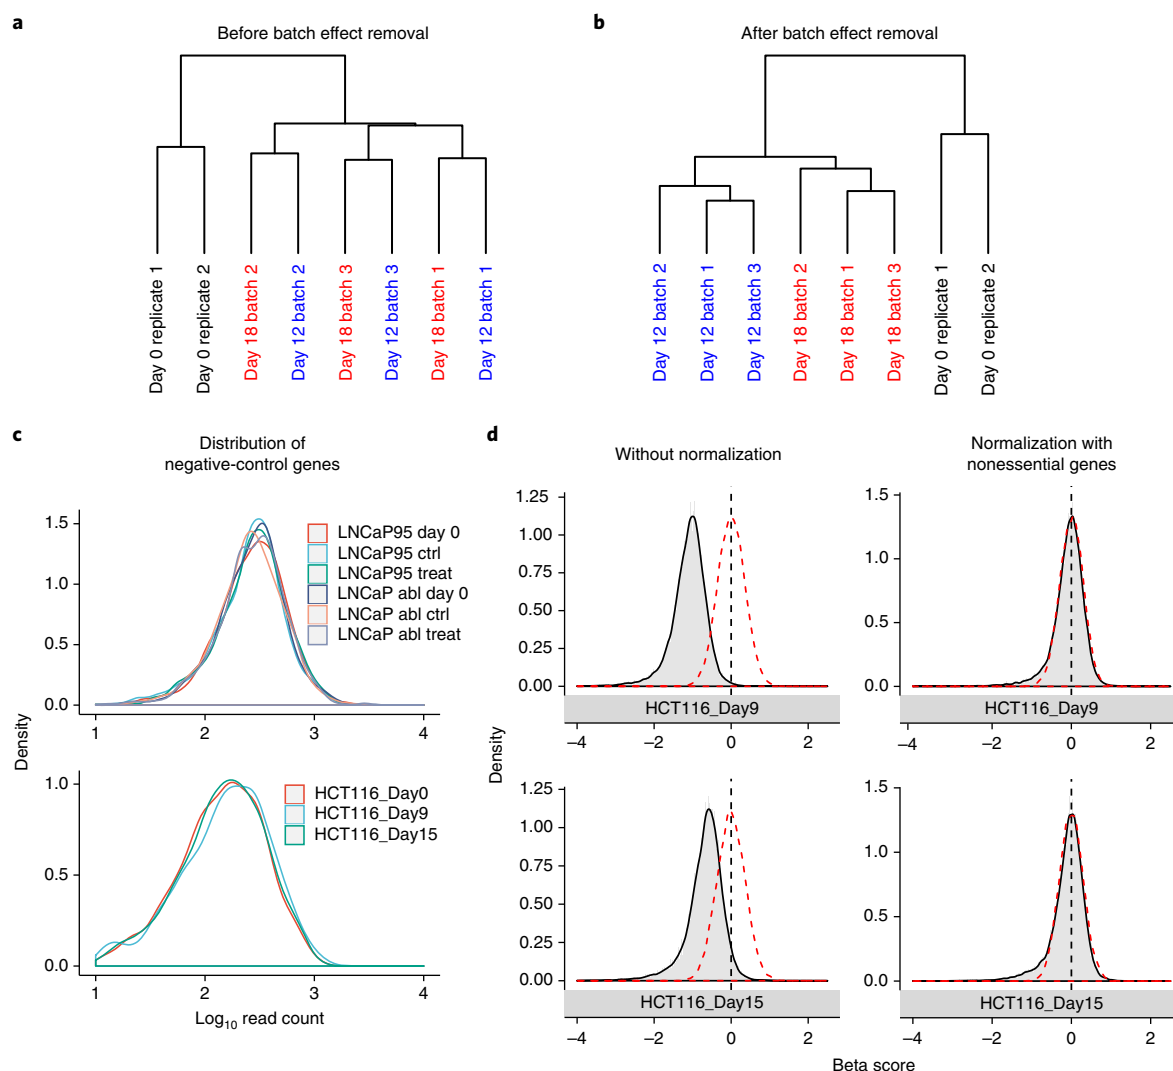 a
Before batch effect removal
Day 0 replicate 1
Day 0 replicate 2
Day 18 batch 2
Day 12 batch 2
Day 18 batch 3
Day 12 batch 3
Day 18 batch 1
Day 12 batch 1
b
After batch effect removal
Day 12 batch 2
Day 12 batch 1
Day 12 batch 3
Day 18 batch 2
Day 18 batch 1
Day 18 batch 3
Day 0 replicate 1
Day 0 replicate 2
c
Distribution of
negative-control genes
Density
1.5
1.0
0.5
0.0
1 2 3 4
LNCaP95 day 0
LNCaP95 ctrl
LNCaP95 treat
LNCaP abl day 0
LNCaP abl ctrl
LNCaP abl treat
1.0
0.5
0.0
1 2 3 4
HCT116_Day0
HCT116_Day9
HCT116_Day15
Log10 read count
d
Without normalization
Normalization with
nonessential genes
Density
1.25
1.00
0.75
0.50
0.25
0.00
HCT116_Day9
−4 −2 0
1.5
1.0
0.5
0.0
HCT116_Day9
−4 −2 0 2
1.25
1.00
0.75
0.50
0.25
0.00
HCT116_Day15
−4 −2 0 2
1.5
1.0
0.5
0.0
HCT116_Day15
−4 −2 0 2
Beta score